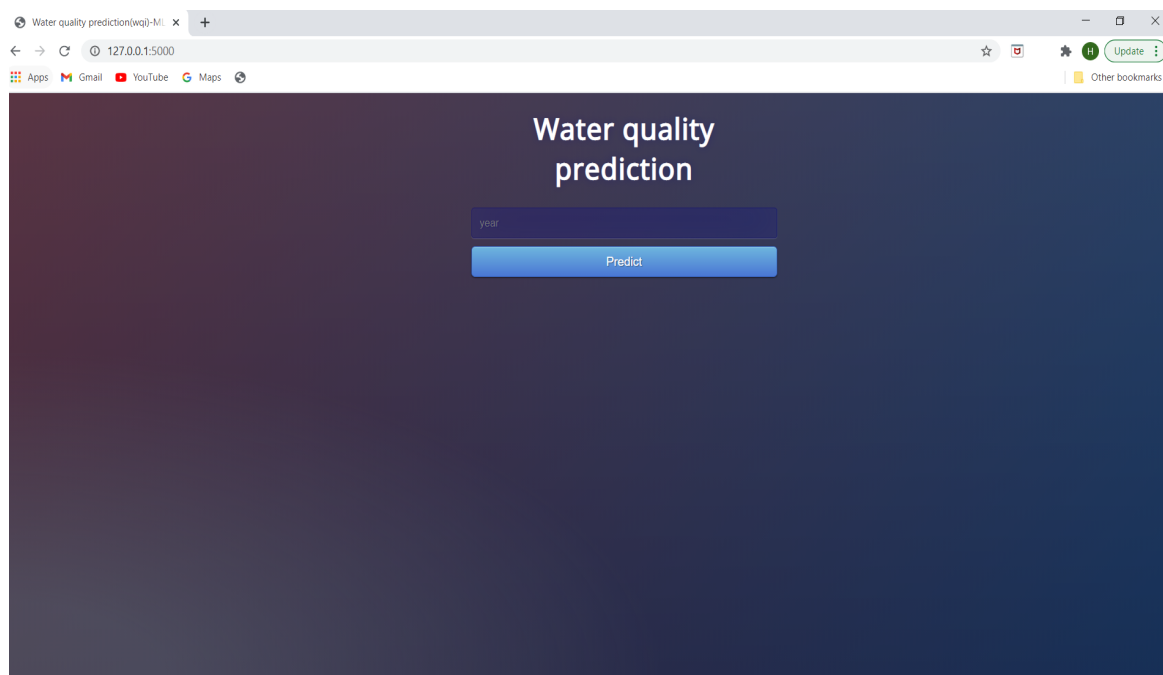 Water quality prediction(wqi)-ML
127.0.0.1:5000
H
Update
Apps
Gmail
YouTube
Maps
Other bookmarks
Water quality
prediction
year
Predict